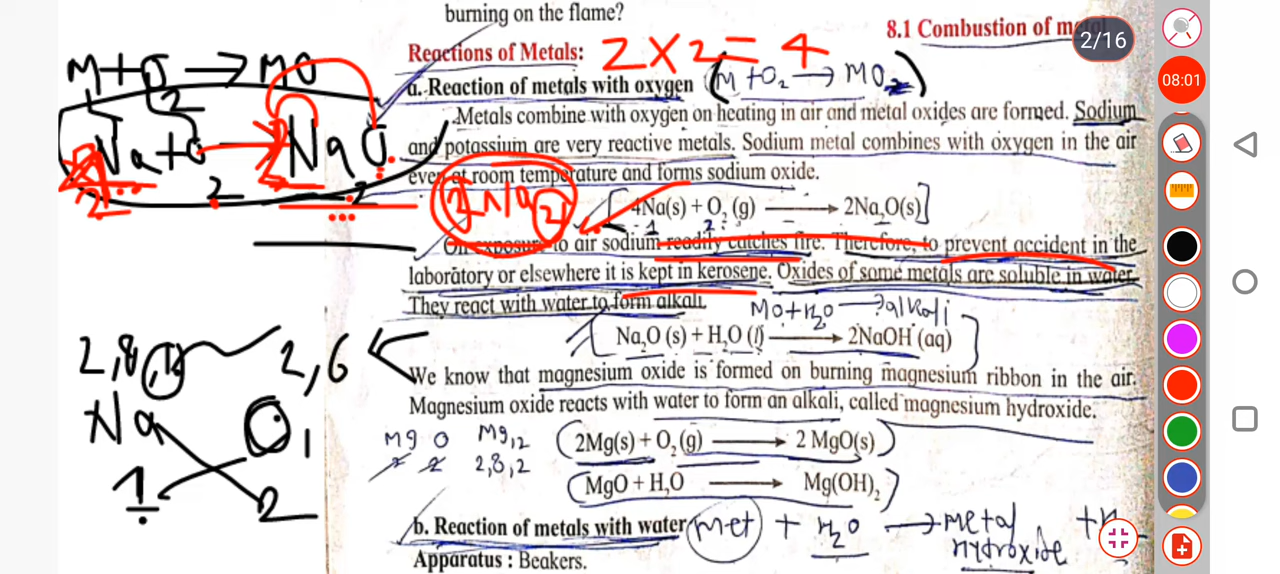 burning on the flame?
8.1 Combustion of
2/16
08:01
Reactions of Metals: 2 × 2 = 4
M + O2 → MO
a. Reaction of metals with oxygen (M + O2 → MO2)
Metals combine with oxygen on heating in air and metal oxides are formed. Sodium
and potassium are very reactive metals. Sodium metal combines with oxygen in the air
even at room temperature and forms sodium oxide.
4Na(s) + O₂ (g) ⟶ 2Na₂O(s)
On exposure to air sodium readily catches fire. Therefore, to prevent accident in the
laboratory or elsewhere it is kept in kerosene. Oxides of some metals are soluble in water.
They react with water to form alkali.
MO + H2O → alkali
Na₂O (s) + H₂O (l) ⟶ 2NaOH (aq)
2,8,1 2,6
Na O
1 2
We know that magnesium oxide is formed on burning magnesium ribbon in the air.
Magnesium oxide reacts with water to form an alkali, called magnesium hydroxide.
Mg O Mg,12
2 2 2,8,2
2Mg(s) + O₂ (g) ⟶ 2 MgO(s)
MgO + H₂O ⟶ Mg(OH)₂
b. Reaction of metals with water met + H2O → metal hydroxide +
Apparatus : Beakers.